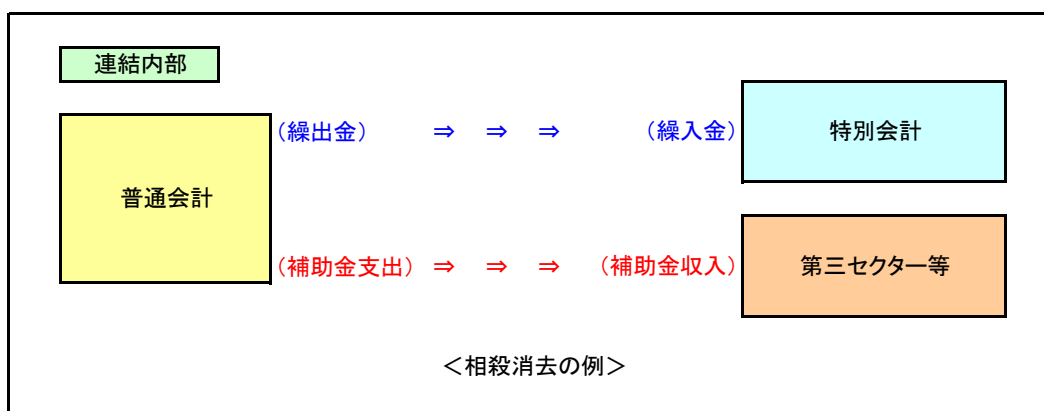 連結内部
(繰出金) ⇒ ⇒ ⇒ (繰入金) 特別会計
普通会計
(補助金支出) ⇒ ⇒ ⇒ (補助金収入) 第三セクター等
＜相殺消去の例＞